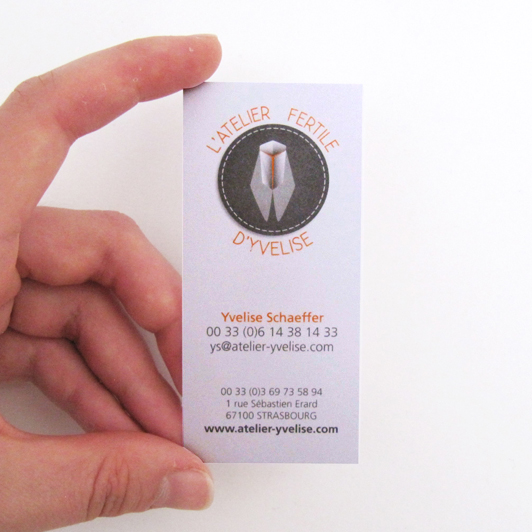 L'ATELIER FERTILE
D'YVELISE
Yvelise Schaeffer
00 33 (0)6 14 38 14 33
ys@atelier-yvelise.com
00 33 (0)3 69 73 58 94
1 rue Sébastien Erard
67100 STRASBOURG
www.atelier-yvelise.com